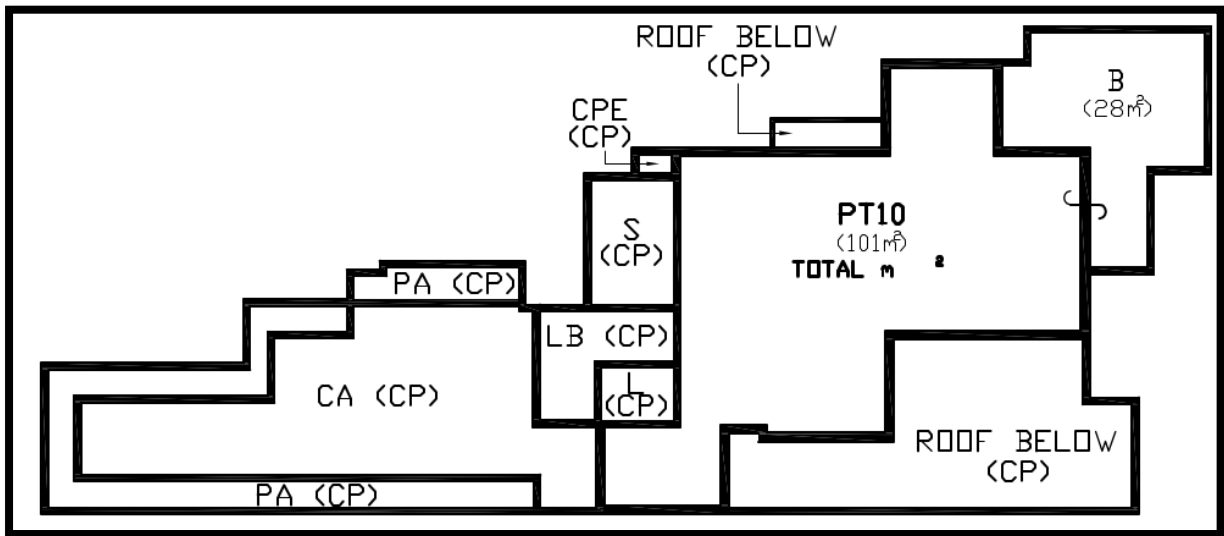 ROOF BELOW
(CP)
B
(28m²)
CPE
(CP)
S
(CP)
PT10
(101m²)
TOTAL m ²
PA (CP)
LB (CP)
L
(CP)
CA (CP)
ROOF BELOW
(CP)
PA (CP)